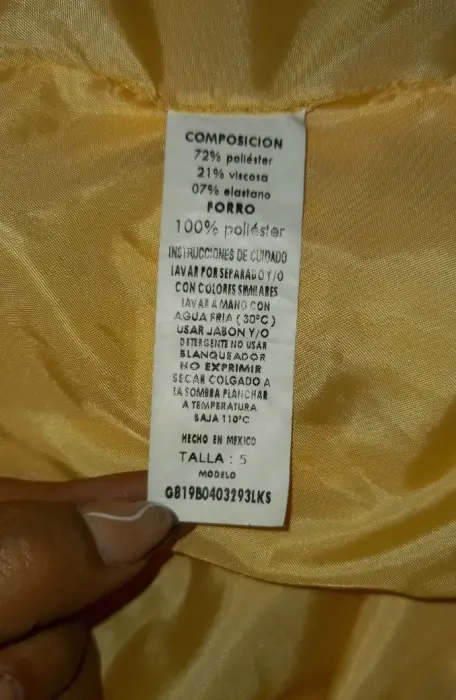 COMPOSICION
72% poliéster
21% viscosa
07% elastano
FORRO
100% poliéster
INSTRUCCIONES DE CUIDADO
LAVAR POR SEPARADO Y/O
CON COLORES SIMILARES
LAVAR A MANO CON
AGUA FRIA ( 30°C )
USAR JABON Y/O
DETERGENTE NO USAR
BLANQUEADOR
NO EXPRIMIR
SECAR COLGADO A
LA SOMBRA PLANCHAR
A TEMPERATURA
BAJA 110°C
HECHO EN MEXICO
TALLA : 5
MODELO
GB19B0403293LKS